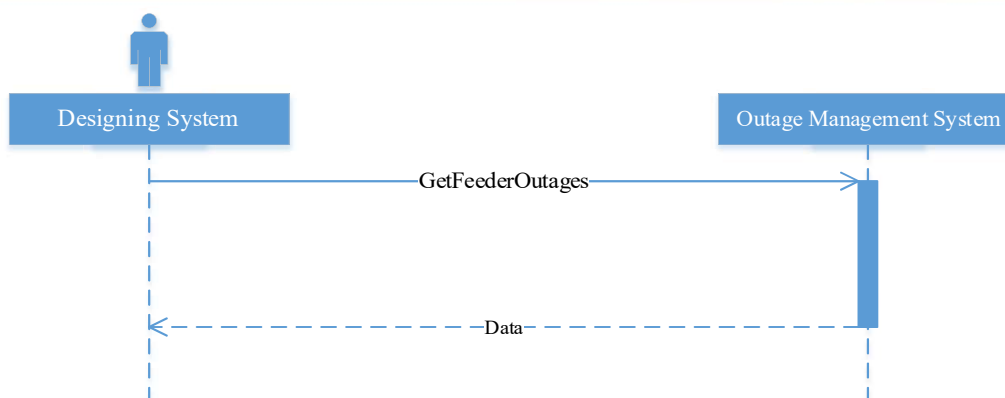 Designing System
Outage Management System
GetFeederOutages
Data